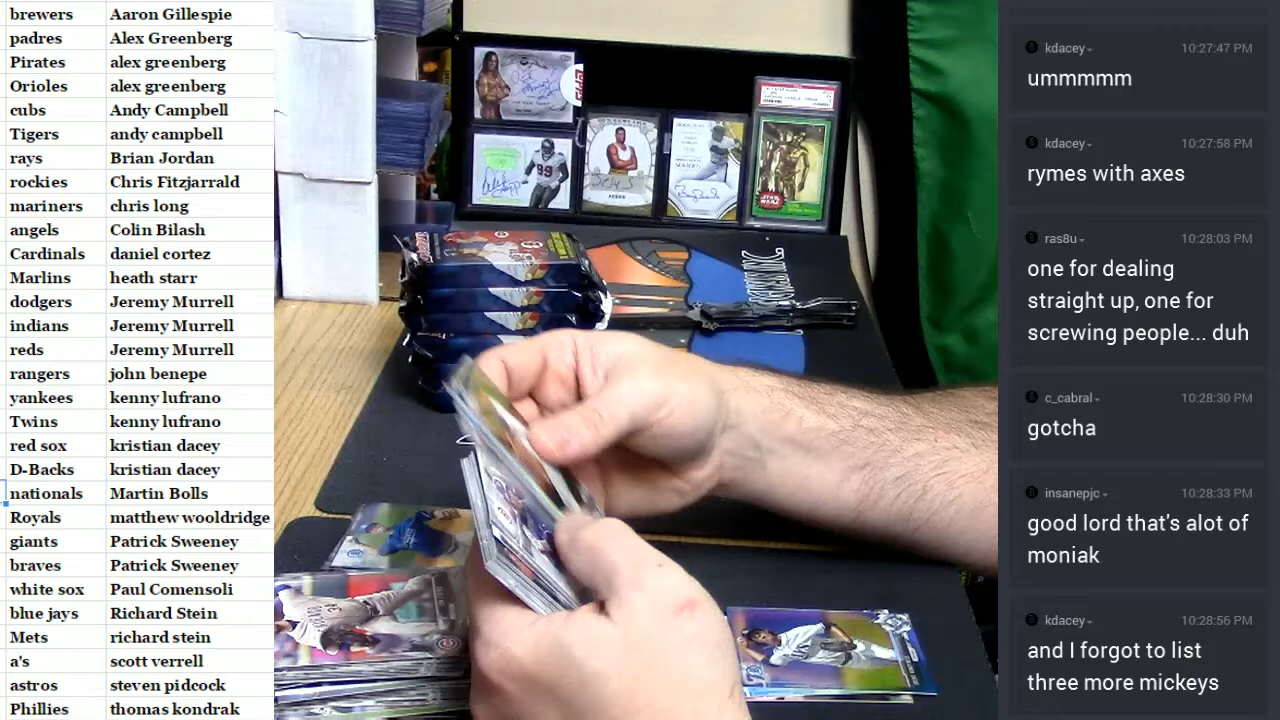 brewers Aaron Gillespie
padres Alex Greenberg
Pirates alex greenberg
Orioles alex greenberg
cubs Andy Campbell
Tigers andy campbell
rays Brian Jordan
rockies Chris Fitzjarrald
mariners chris long
angels Colin Bilash
Cardinals daniel cortez
Marlins heath starr
dodgers Jeremy Murrell
indians Jeremy Murrell
reds Jeremy Murrell
rangers john benepe
yankees kenny lufrano
Twins kenny lufrano
red sox kristian dacey
D-Backs kristian dacey
nationals Martin Bolls
Royals matthew wooldridge
giants Patrick Sweeney
braves Patrick Sweeney
white sox Paul Comensoli
blue jays Richard Stein
Mets richard stein
a's scott verrell
astros steven pidcock
Phillies thomas kondrak
99
STAR WARS
kdacey 10:27:47 PM
ummmmm
kdacey 10:27:58 PM
rymes with axes
ras8u 10:28:03 PM
one for dealing
straight up, one for
screwing people... duh
c_cabral 10:28:30 PM
gotcha
insanepjc 10:28:33 PM
good lord that's alot of
moniak
kdacey 10:28:56 PM
and I forgot to list
three more mickeys